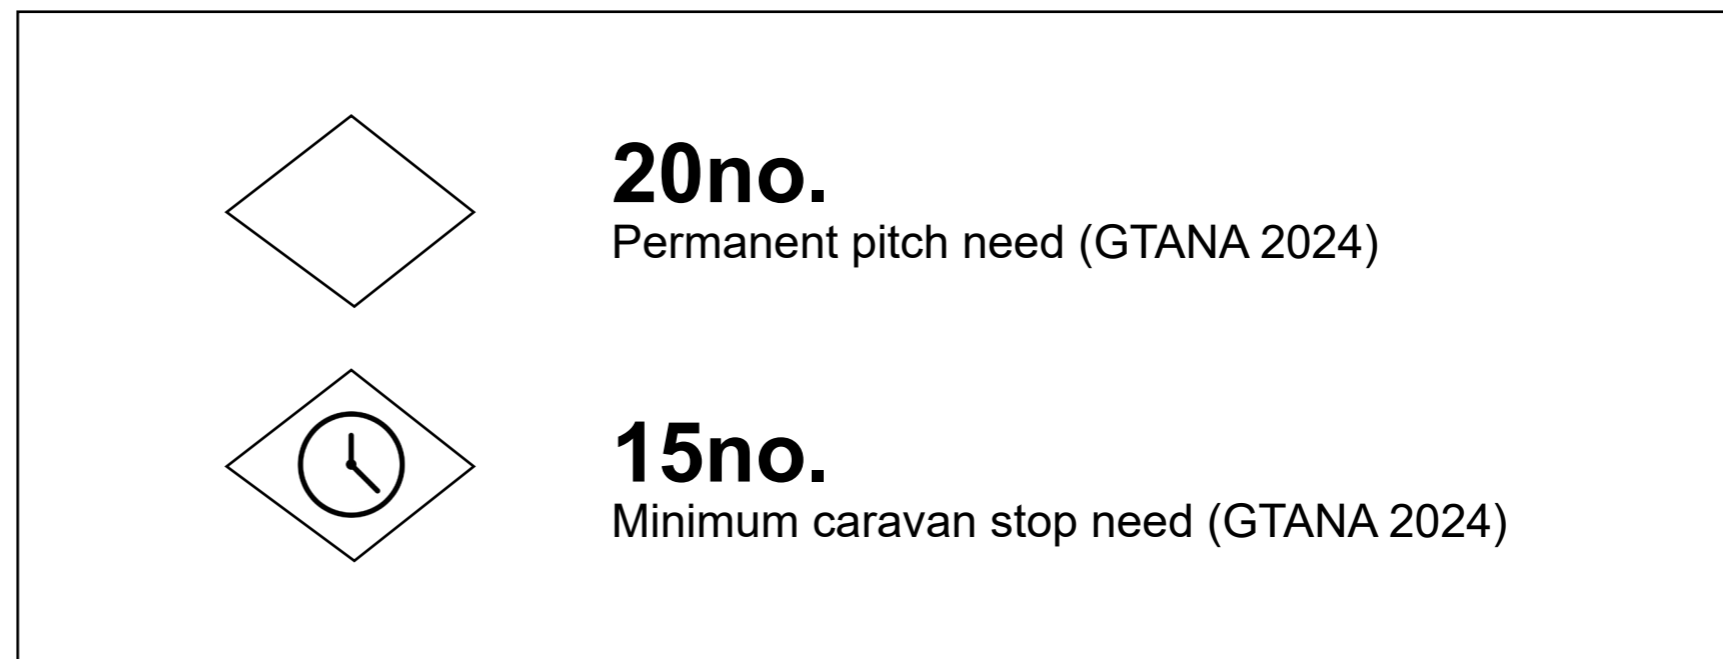 20no.
Permanent pitch need (GTANA 2024)
15no.
Minimum caravan stop need (GTANA 2024)